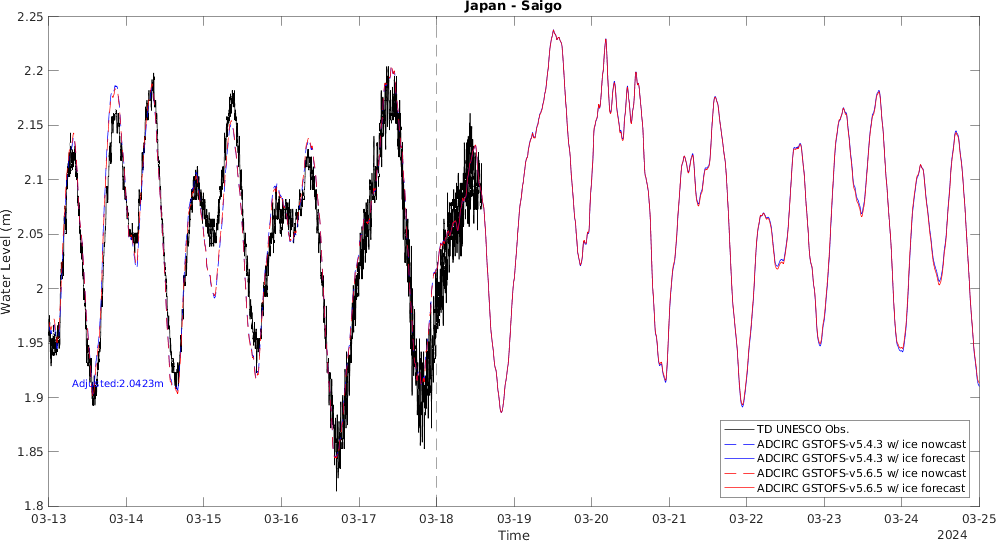 Japan - Saigo
2.25
2.2
2.15
2.1
2.05
2
1.95
1.9
1.85
1.8
Water Level (m)
Adjusted:2.0423m
TD UNESCO Obs.
ADCIRC GSTOFS-v5.4.3 w/ ice nowcast
ADCIRC GSTOFS-v5.4.3 w/ ice forecast
ADCIRC GSTOFS-v5.6.5 w/ ice nowcast
ADCIRC GSTOFS-v5.6.5 w/ ice forecast
03-13 03-14 03-15 03-16 03-17 03-18 03-19 03-20 03-21 03-22 03-23 03-24 03-25
Time
2024